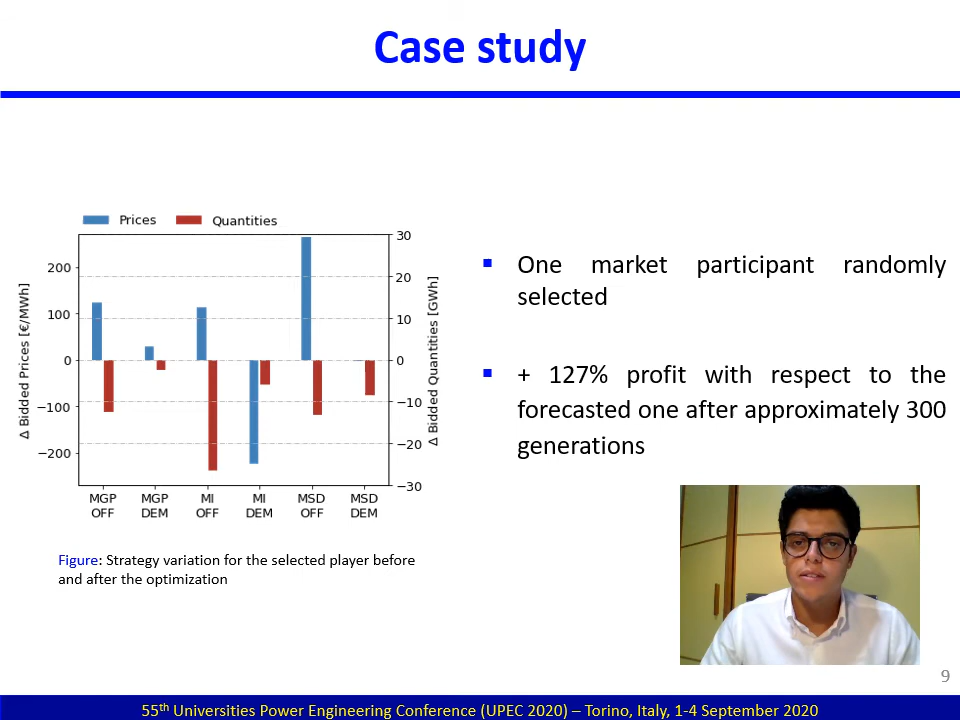 Case study
Prices Quantities
Δ Bidded Prices [€/MWh]
200
100
0
−100
−200
30
20
10
0
−10
−20
−30
Δ Bidded Quantities [GWh]
MGP MGP MI MI MSD MSD
OFF DEM OFF DEM OFF DEM
Figure: Strategy variation for the selected player before
and after the optimization
▪ One market participant randomly
selected
▪ + 127% profit with respect to the
forecasted one after approximately 300
generations
9
55th Universities Power Engineering Conference (UPEC 2020) – Torino, Italy, 1-4 September 2020